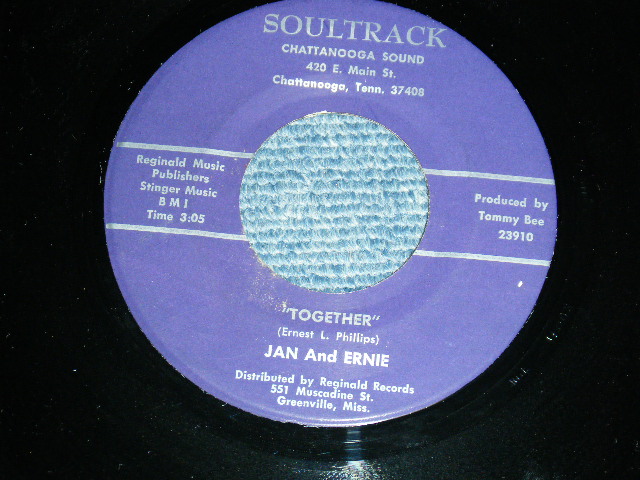 SOULTRACK
CHATTANOOGA SOUND
420 E. Main St.
Chattanooga, Tenn. 37408
Reginald Music
Publishers
Stinger Music
B M I
Time 3:05
Produced by
Tommy Bee
23910
"TOGETHER"
(Ernest L. Phillips)
JAN And ERNIE
Distributed by Reginald Records
551 Muscadine St.
Greenville, Miss.